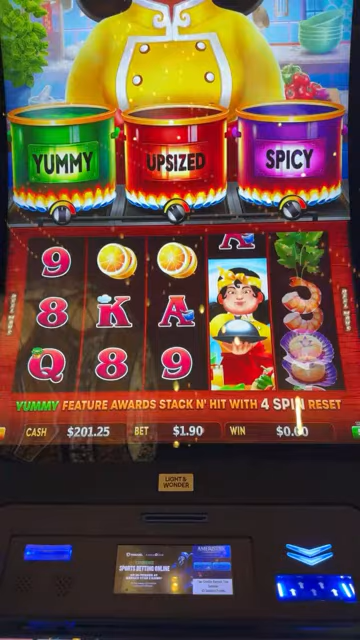 YUMMY
UPSIZED
SPICY
9
A
8
K
A
Q
8
9
YUMMY FEATURE AWARDS STACK N' HIT WITH 4 SPIN RESET
CASH $201.25 BET $1.90 WIN $0.00
LIGHT & WONDER
SPORTS BETTING ONLINE